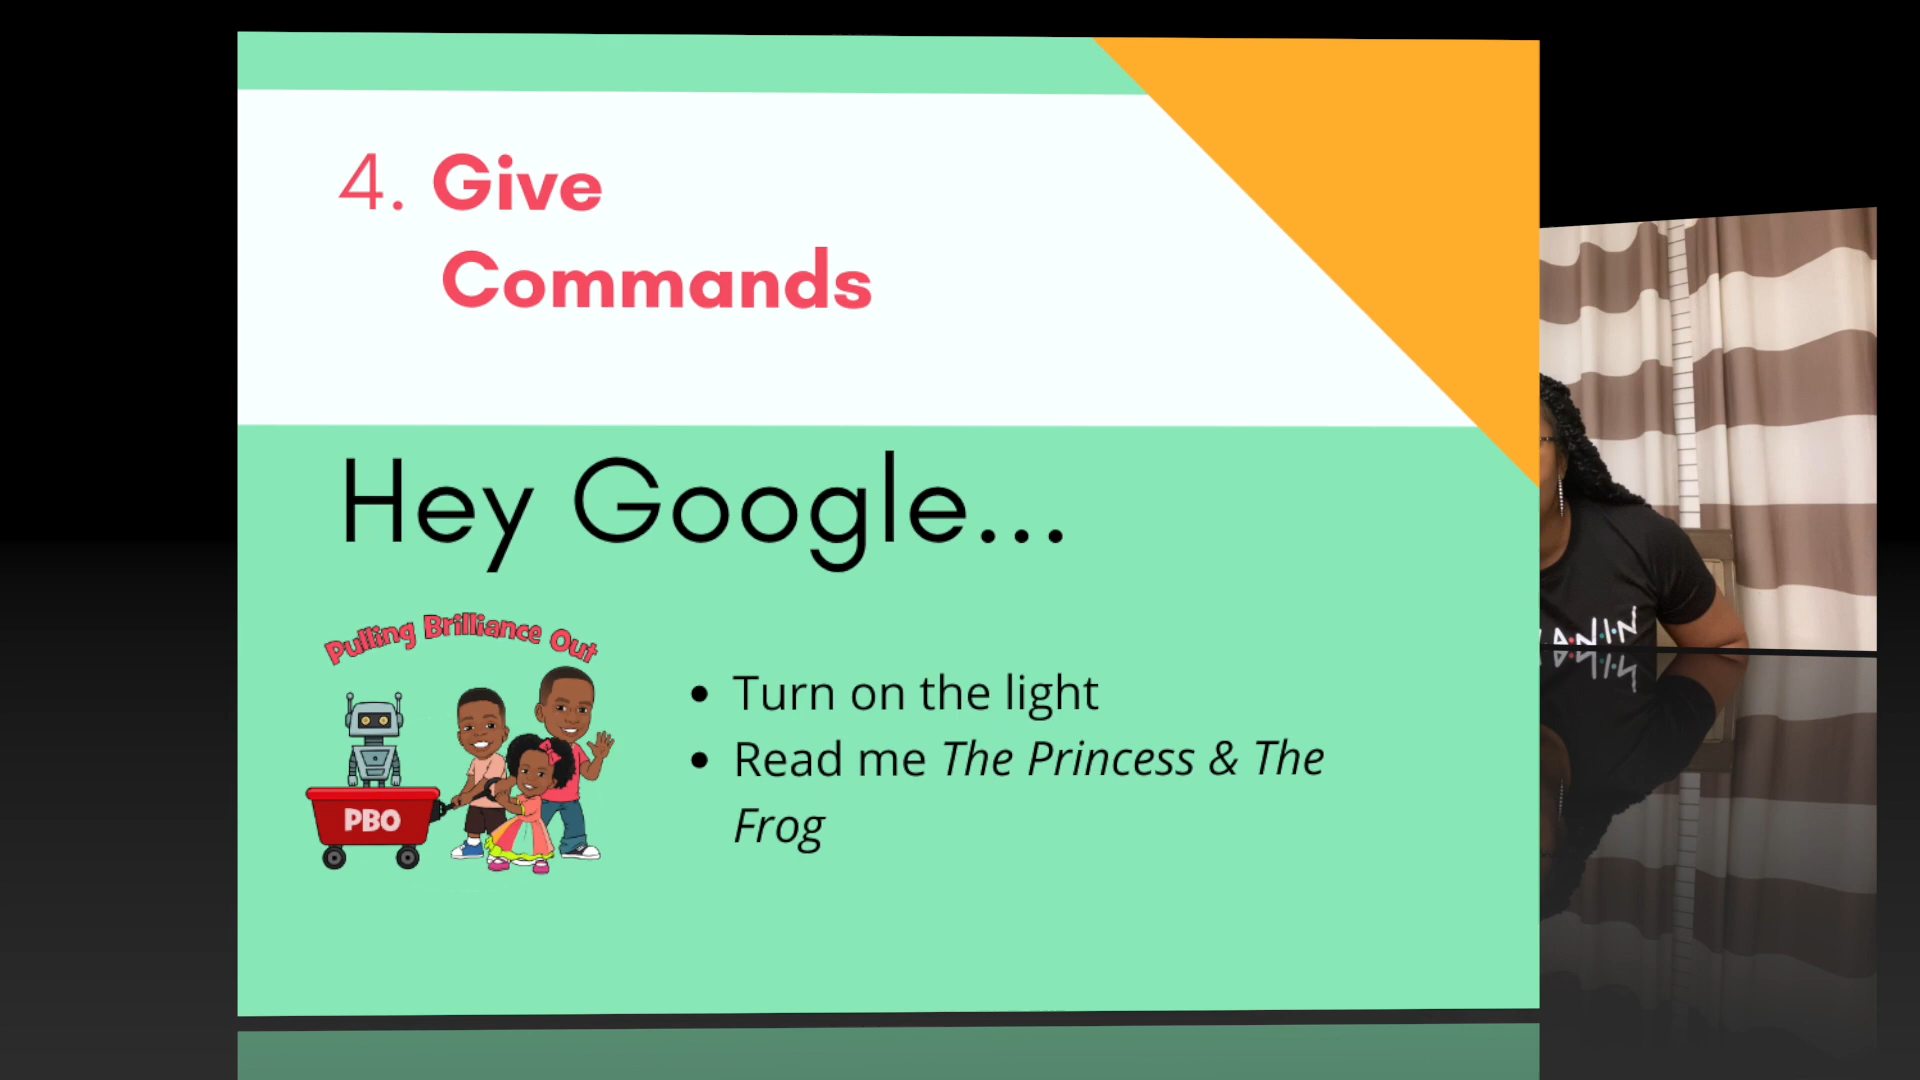 4. Give
Commands
Hey Google...
Pulling Brilliance Out
PBO
• Turn on the light
• Read me The Princess & The
Frog